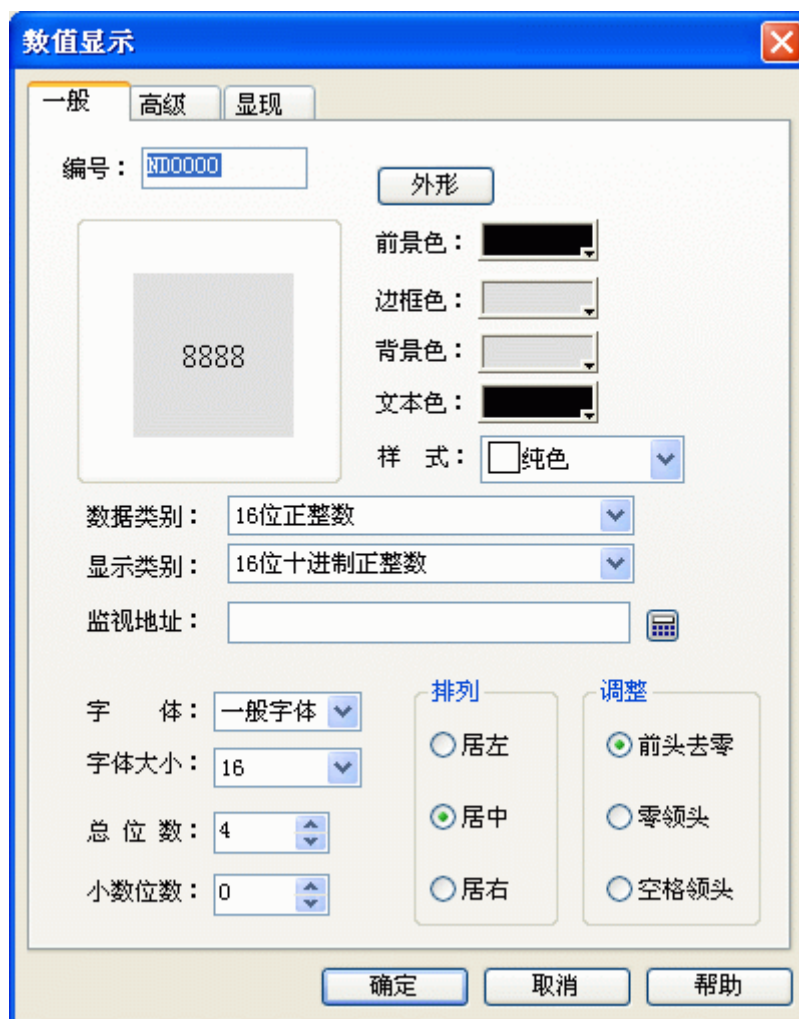 数值显示
一般 高级 显现
编号： ND0000
外形
前景色：
边框色：
8888
背景色：
文本色：
样 式： 纯色
数据类别： 16位正整数
显示类别： 16位十进制正整数
监视地址：
排列 调整
字 体： 一般字体
居左 前头去零
字体大小： 16
总 位 数： 4
居中 零领头
小数位数： 0
居右 空格领头
确定 取消 帮助